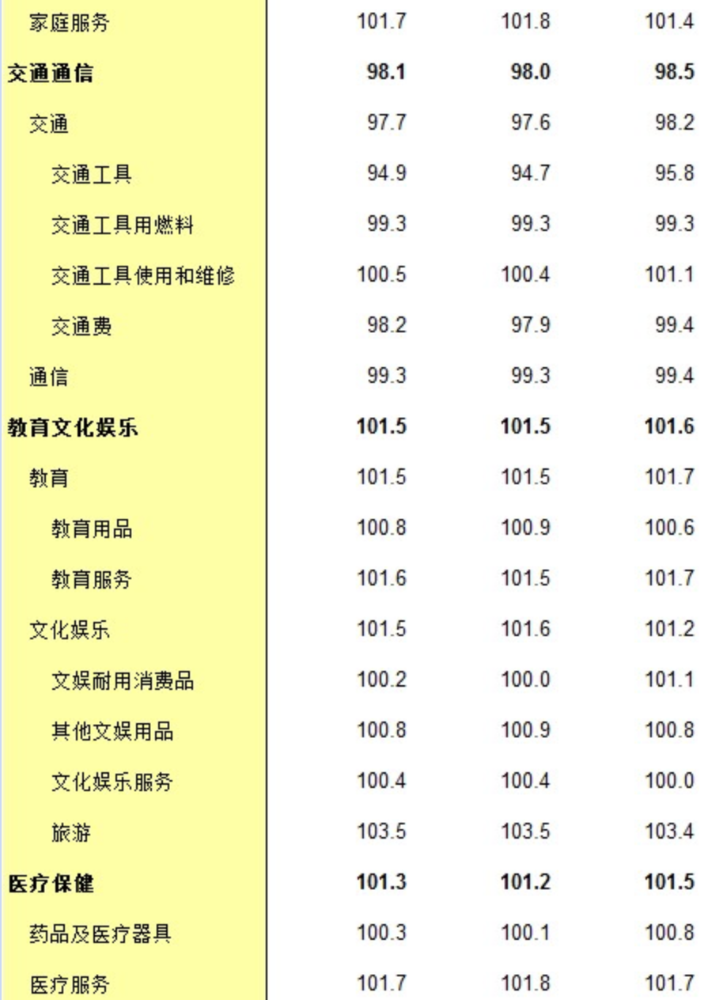 家庭服务 101.7 101.8 101.4
交通通信 98.1 98.0 98.5
交通 97.7 97.6 98.2
交通工具 94.9 94.7 95.8
交通工具用燃料 99.3 99.3 99.3
交通工具使用和维修 100.5 100.4 101.1
交通费 98.2 97.9 99.4
通信 99.3 99.3 99.4
教育文化娱乐 101.5 101.5 101.6
教育 101.5 101.5 101.7
教育用品 100.8 100.9 100.6
教育服务 101.6 101.5 101.7
文化娱乐 101.5 101.6 101.2
文娱耐用消费品 100.2 100.0 101.1
其他文娱用品 100.8 100.9 100.8
文化娱乐服务 100.4 100.4 100.0
旅游 103.5 103.5 103.4
医疗保健 101.3 101.2 101.5
药品及医疗器具 100.3 100.1 100.8
医疗服务 101.7 101.8 101.7